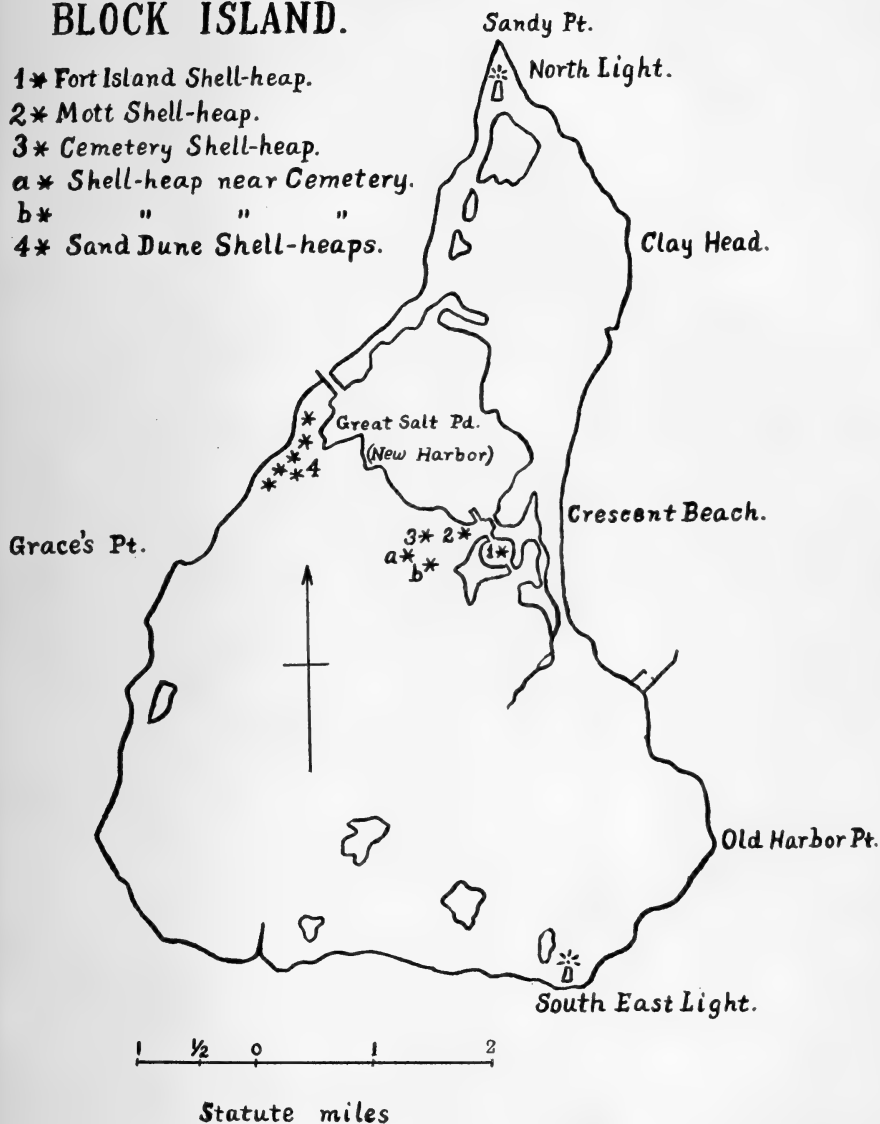 BLOCK ISLAND.
1* Fort Island Shell-heap.
2* Mott Shell-heap.
3* Cemetery Shell-heap.
a* Shell-heap near Cemetery.
b* " " "
4* Sand Dune Shell-heaps.
Sandy Pt.
North Light.
Clay Head.
Great Salt Pd.
(New Harbor)
4
Crescent Beach.
3* 2*
1*
a*
b*
Grace's Pt.
Old Harbor Pt.
South East Light.
1 ½ 0 1 2
Statute miles